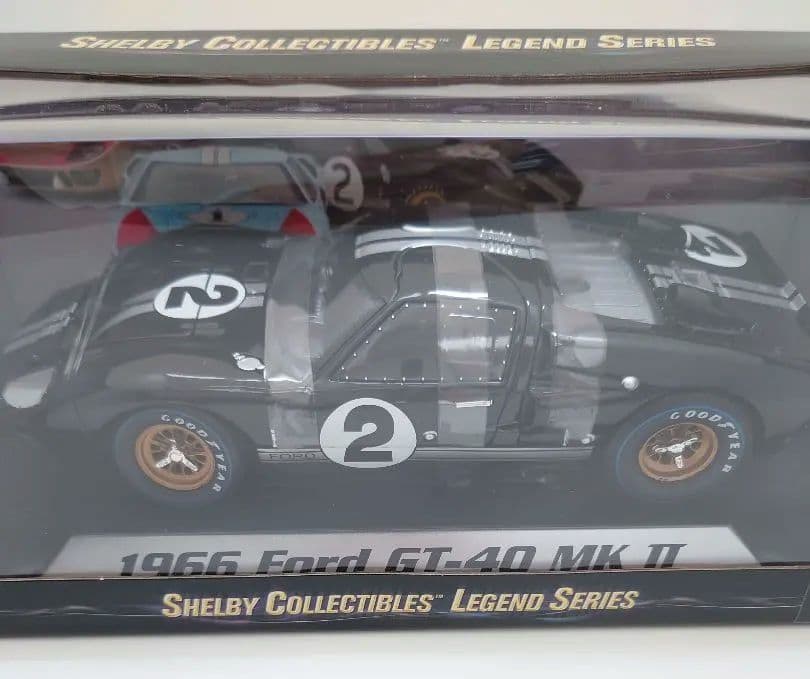 SHELBY COLLECTIBLES™ LEGEND SERIES
2
2
2
2
FORD
GOODYEAR
GOODYEAR
1966 Ford GT-40 MK II
SHELBY COLLECTIBLES™ LEGEND SERIES